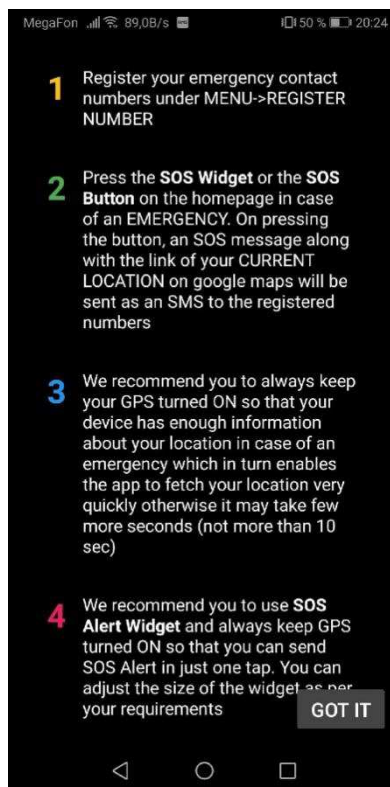 MegaFon 89,0B/s 50 % 20:24
1 Register your emergency contact
numbers under MENU->REGISTER
NUMBER
2 Press the SOS Widget or the SOS
Button on the homepage in case
of an EMERGENCY. On pressing
the button, an SOS message along
with the link of your CURRENT
LOCATION on google maps will be
sent as an SMS to the registered
numbers
3 We recommend you to always keep
your GPS turned ON so that your
device has enough information
about your location in case of an
emergency which in turn enables
the app to fetch your location very
quickly otherwise it may take few
more seconds (not more than 10
sec)
4 We recommend you to use SOS
Alert Widget and always keep GPS
turned ON so that you can send
SOS Alert in just one tap. You can
adjust the size of the widget as per
your requirements
GOT IT